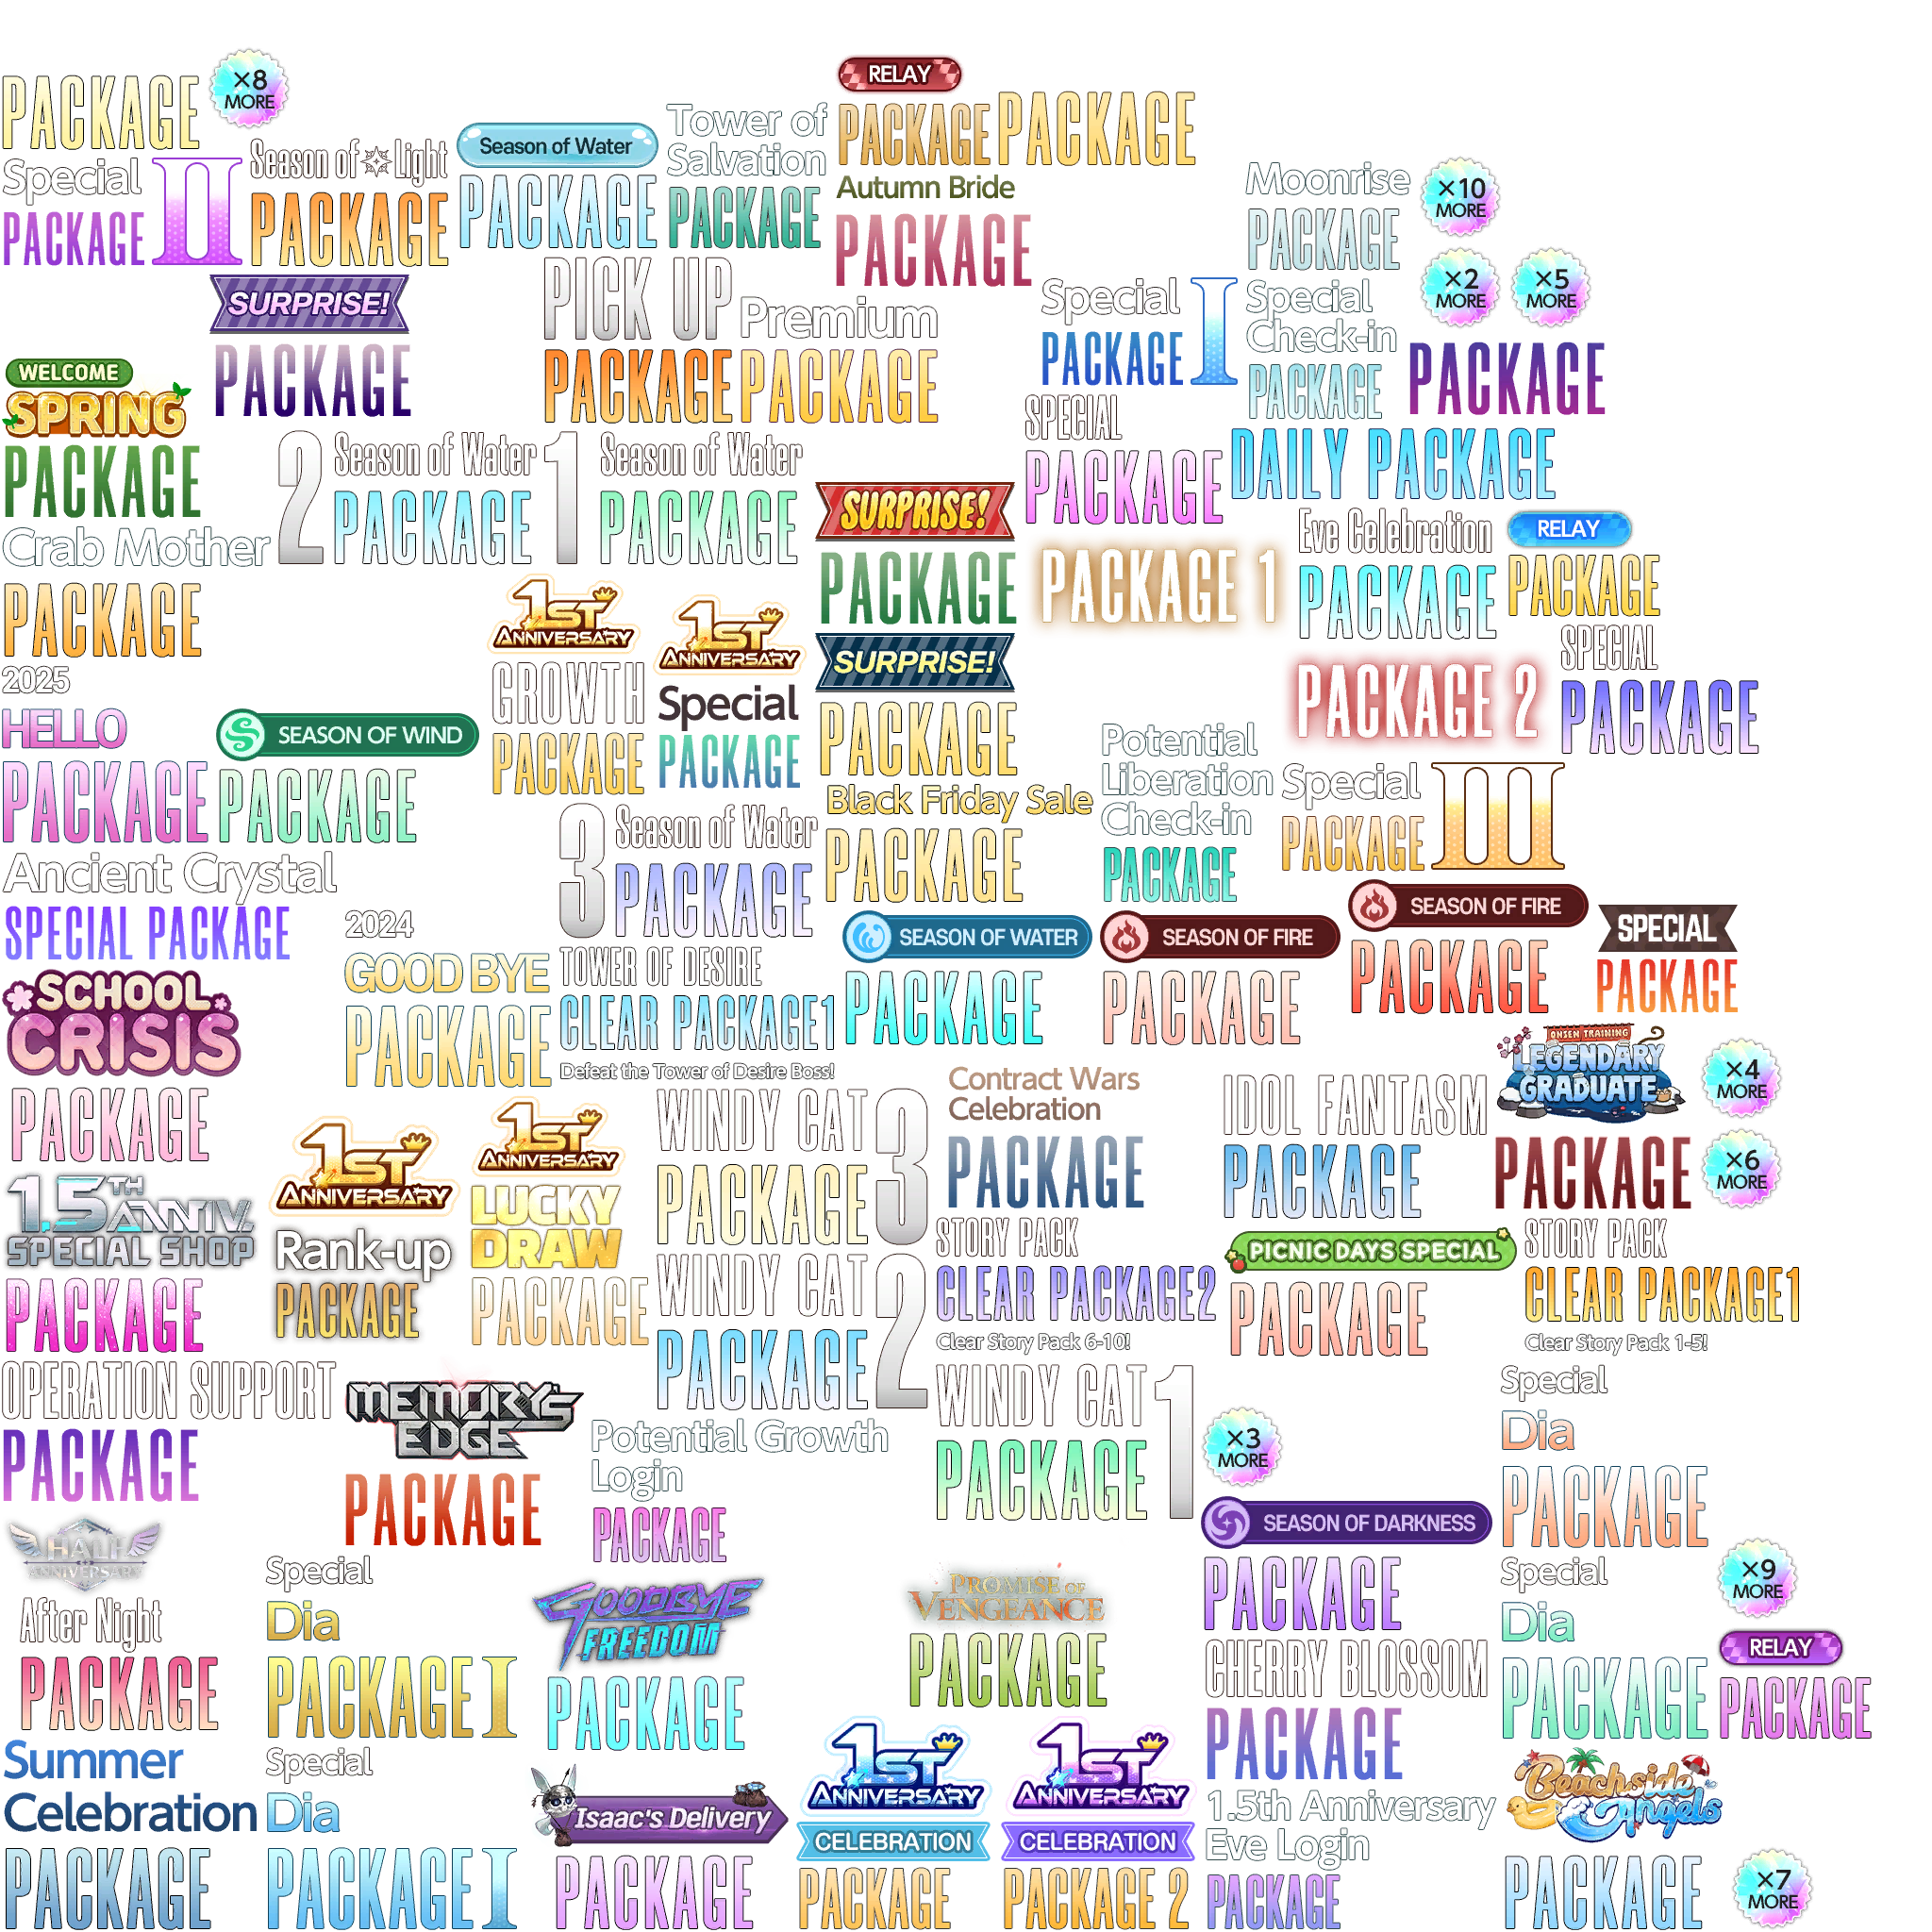 PACKAGE
×8
MORE
Special
PACKAGE
II
Season of Light
PACKAGE
Season of Water
PACKAGE
Tower of
Salvation
PACKAGE
RELAY
PACKAGE
PACKAGE
Autumn Bride
PACKAGE
Moonrise
PACKAGE
×10
MORE
×2
MORE
×5
MORE
SURPRISE!
PACKAGE
PICK UP
PACKAGE
Premium
PACKAGE
Special
PACKAGE
I
Special
Check-in
PACKAGE
PACKAGE
WELCOME
SPRING
PACKAGE
2
Season of Water
PACKAGE
1
Season of Water
PACKAGE
SPECIAL
PACKAGE
DAILY PACKAGE
SURPRISE!
PACKAGE
PACKAGE 1
Eve Celebration
PACKAGE
RELAY
PACKAGE
Crab Mother
PACKAGE
1ST
ANNIVERSARY
GROWTH
PACKAGE
1ST
ANNIVERSARY
Special
PACKAGE
SURPRISE!
PACKAGE
PACKAGE 2
SPECIAL
PACKAGE
2025
HELLO
PACKAGE
SEASON OF WIND
PACKAGE
3
Season of Water
PACKAGE
Black Friday Sale
PACKAGE
Potential
Liberation
Check-in
PACKAGE
Special
PACKAGE
III
Ancient Crystal
SPECIAL PACKAGE
2024
GOOD BYE
PACKAGE
TOWER OF DESIRE
CLEAR PACKAGE1
Defeat the Tower of Desire Boss!
SEASON OF WATER
PACKAGE
SEASON OF FIRE
PACKAGE
SEASON OF FIRE
PACKAGE
SPECIAL
PACKAGE
SCHOOL
CRISIS
PACKAGE
1ST
ANNIVERSARY
Rank-up
PACKAGE
1ST
ANNIVERSARY
LUCKY
DRAW
PACKAGE
WINDY CAT
PACKAGE
3
Contract Wars
Celebration
PACKAGE
IDOL FANTASM
PACKAGE
ONSEN TRAINING
LEGENDARY
GRADUATE
PACKAGE
×4
MORE
×6
MORE
1.5TH ANNIV.
SPECIAL SHOP
PACKAGE
WINDY CAT
PACKAGE
2
STORY PACK
CLEAR PACKAGE2
Clear Story Pack 6-10!
PICNIC DAYS SPECIAL
PACKAGE
STORY PACK
CLEAR PACKAGE1
Clear Story Pack 1-5!
OPERATION SUPPORT
PACKAGE
MEMORY'S
EDGE
PACKAGE
Potential Growth
Login
PACKAGE
WINDY CAT
PACKAGE
1
×3
MORE
Special
Dia
PACKAGE
HALF
ANNIVERSARY
After Night
PACKAGE
Special
Dia
PACKAGE I
GOODBYE
FREEDOM
PACKAGE
PROMISE OF
VENGEANCE
PACKAGE
SEASON OF DARKNESS
PACKAGE
CHERRY BLOSSOM
PACKAGE
Special
Dia
PACKAGE
×9
MORE
RELAY
PACKAGE
Summer
Celebration
PACKAGE
Special
Dia
PACKAGE I
Isaac's Delivery
PACKAGE
1ST
ANNIVERSARY
CELEBRATION
PACKAGE
1ST
ANNIVERSARY
CELEBRATION
PACKAGE 2
1.5th Anniversary
Eve Login
PACKAGE
Beachside
Angels
PACKAGE
×7
MORE